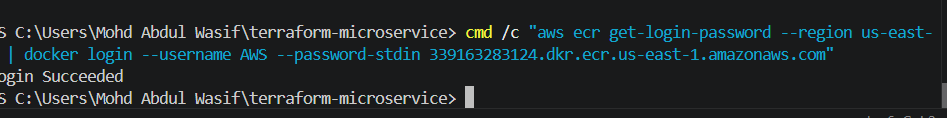 S C:\Users\Mohd Abdul Wasif\terraform-microservice> cmd /c "aws ecr get-login-password --region us-east-
| docker login --username AWS --password-stdin 339163283124.dkr.ecr.us-east-1.amazonaws.com"
ogin Succeeded
S C:\Users\Mohd Abdul Wasif\terraform-microservice>